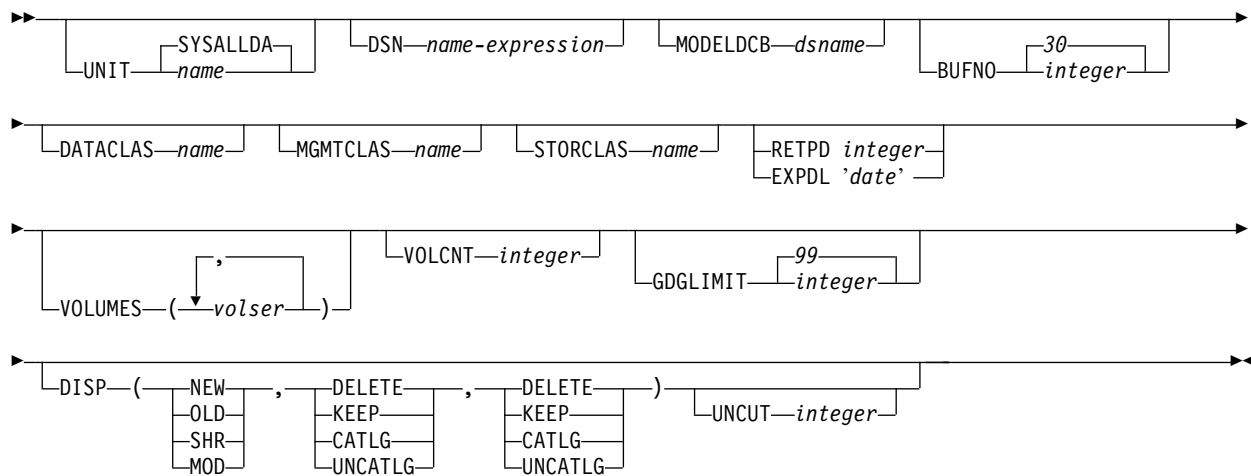 SYSALLDA
UNIT name
DSN name-expression
MODELDCB dsname
30
BUFNO integer
DATACLAS name
MGMTCLAS name
STORCLAS name
RETPD integer
EXPDL 'date'
,
VOLUMES ( volser )
VOLCNT integer
99
GDGLIMIT integer
DISP ( NEW , DELETE , DELETE )
OLD KEEP KEEP
SHR CATLG CATLG
MOD UNCATLG UNCATLG
UNCUT integer